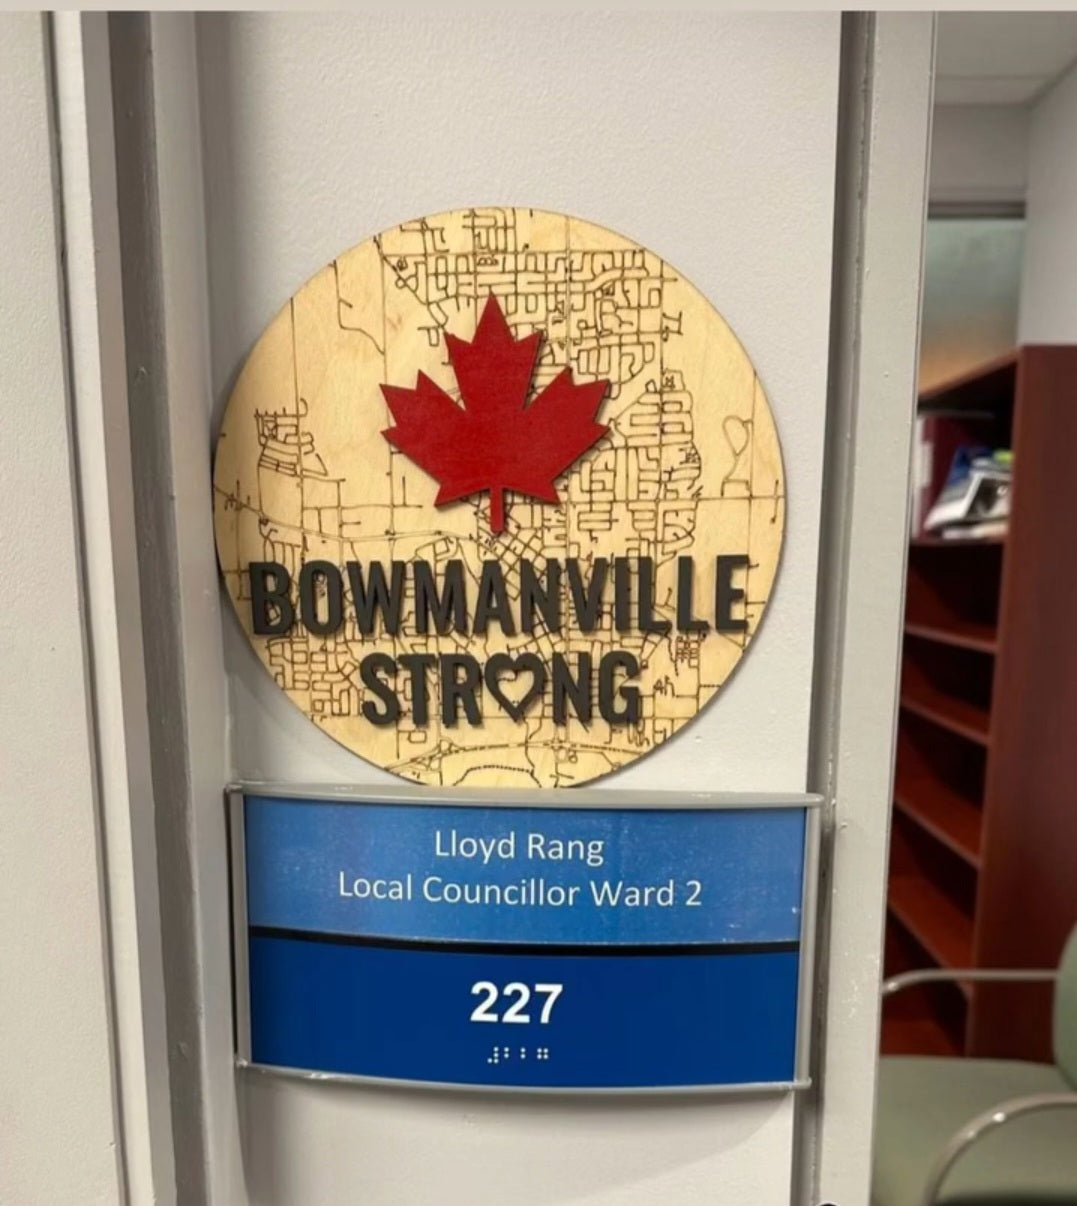 BOWMANVILLE
STRONG
Lloyd Rang
Local Councillor Ward 2
227
⠼⠃⠃⠛